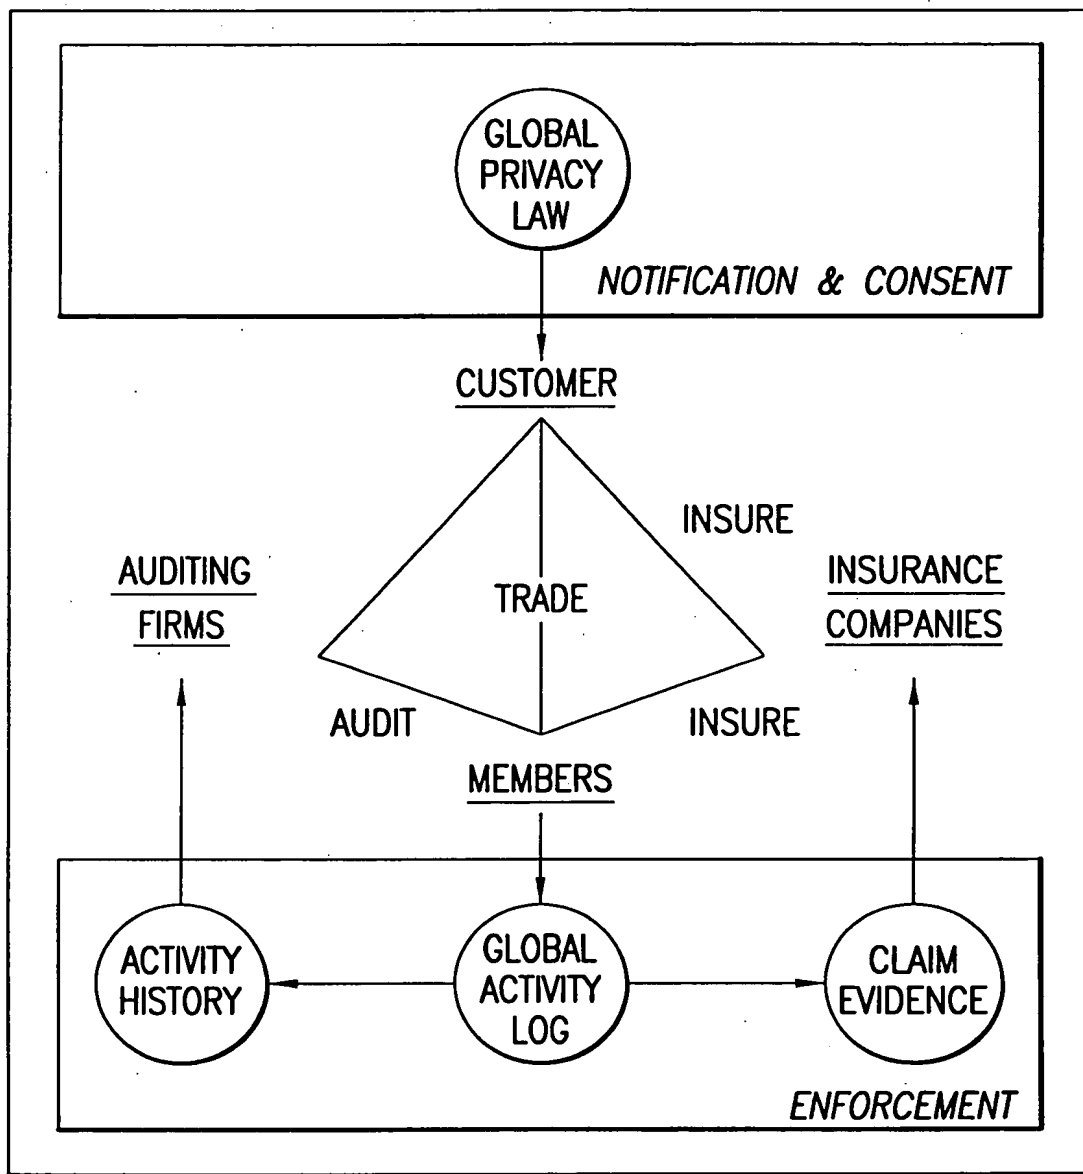 GLOBAL
PRIVACY
LAW
NOTIFICATION & CONSENT
CUSTOMER
INSURE
AUDITING
FIRMS
TRADE
INSURANCE
COMPANIES
AUDIT
INSURE
MEMBERS
ACTIVITY
HISTORY
GLOBAL
ACTIVITY
LOG
CLAIM
EVIDENCE
ENFORCEMENT